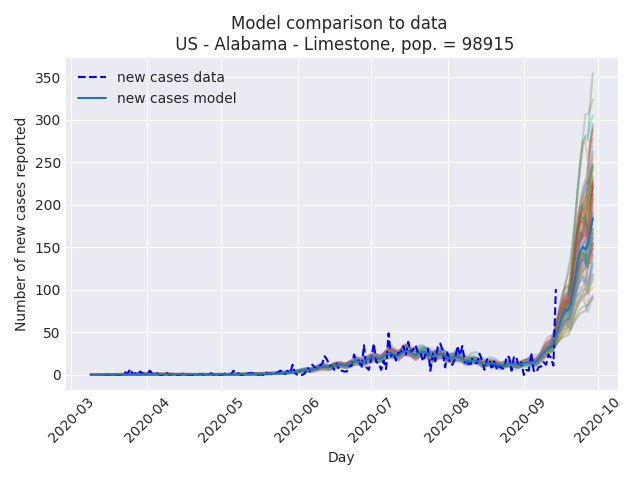 Model comparison to data
US - Alabama - Limestone, pop. = 98915
350
300
250
200
150
100
50
0
Number of new cases reported
new cases data
new cases model
2020-03
2020-04
2020-05
2020-06
2020-07
2020-08
2020-09
2020-10
Day